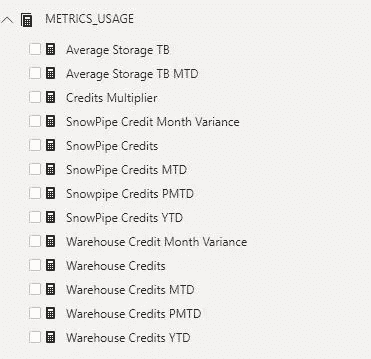 METRICS_USAGE
Average Storage TB
Average Storage TB MTD
Credits Multiplier
SnowPipe Credit Month Variance
SnowPipe Credits
SnowPipe Credits MTD
Snowpipe Credits PMTD
SnowPipe Credits YTD
Warehouse Credit Month Variance
Warehouse Credits
Warehouse Credits MTD
Warehouse Credits PMTD
Warehouse Credits YTD